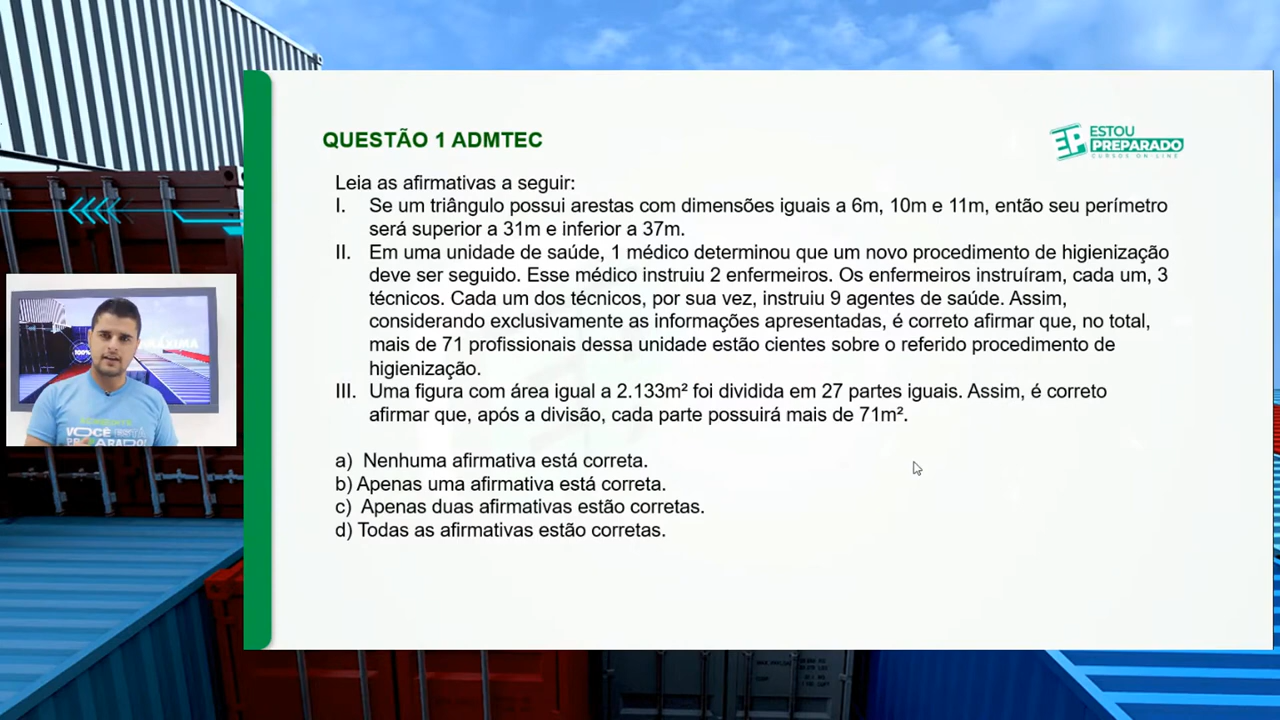 QUESTÃO 1 ADMTEC
ESTOU
PREPARADO
CURSOS ON-LINE
Leia as afirmativas a seguir:
I. Se um triângulo possui arestas com dimensões iguais a 6m, 10m e 11m, então seu perímetro
será superior a 31m e inferior a 37m.
II. Em uma unidade de saúde, 1 médico determinou que um novo procedimento de higienização
deve ser seguido. Esse médico instruiu 2 enfermeiros. Os enfermeiros instruíram, cada um, 3
técnicos. Cada um dos técnicos, por sua vez, instruiu 9 agentes de saúde. Assim,
considerando exclusivamente as informações apresentadas, é correto afirmar que, no total,
mais de 71 profissionais dessa unidade estão cientes sobre o referido procedimento de
higienização.
III. Uma figura com área igual a 2.133m² foi dividida em 27 partes iguais. Assim, é correto
afirmar que, após a divisão, cada parte possuirá mais de 71m².
a) Nenhuma afirmativa está correta.
b) Apenas uma afirmativa está correta.
c) Apenas duas afirmativas estão corretas.
d) Todas as afirmativas estão corretas.
100%
VOCÊ ESTÁ